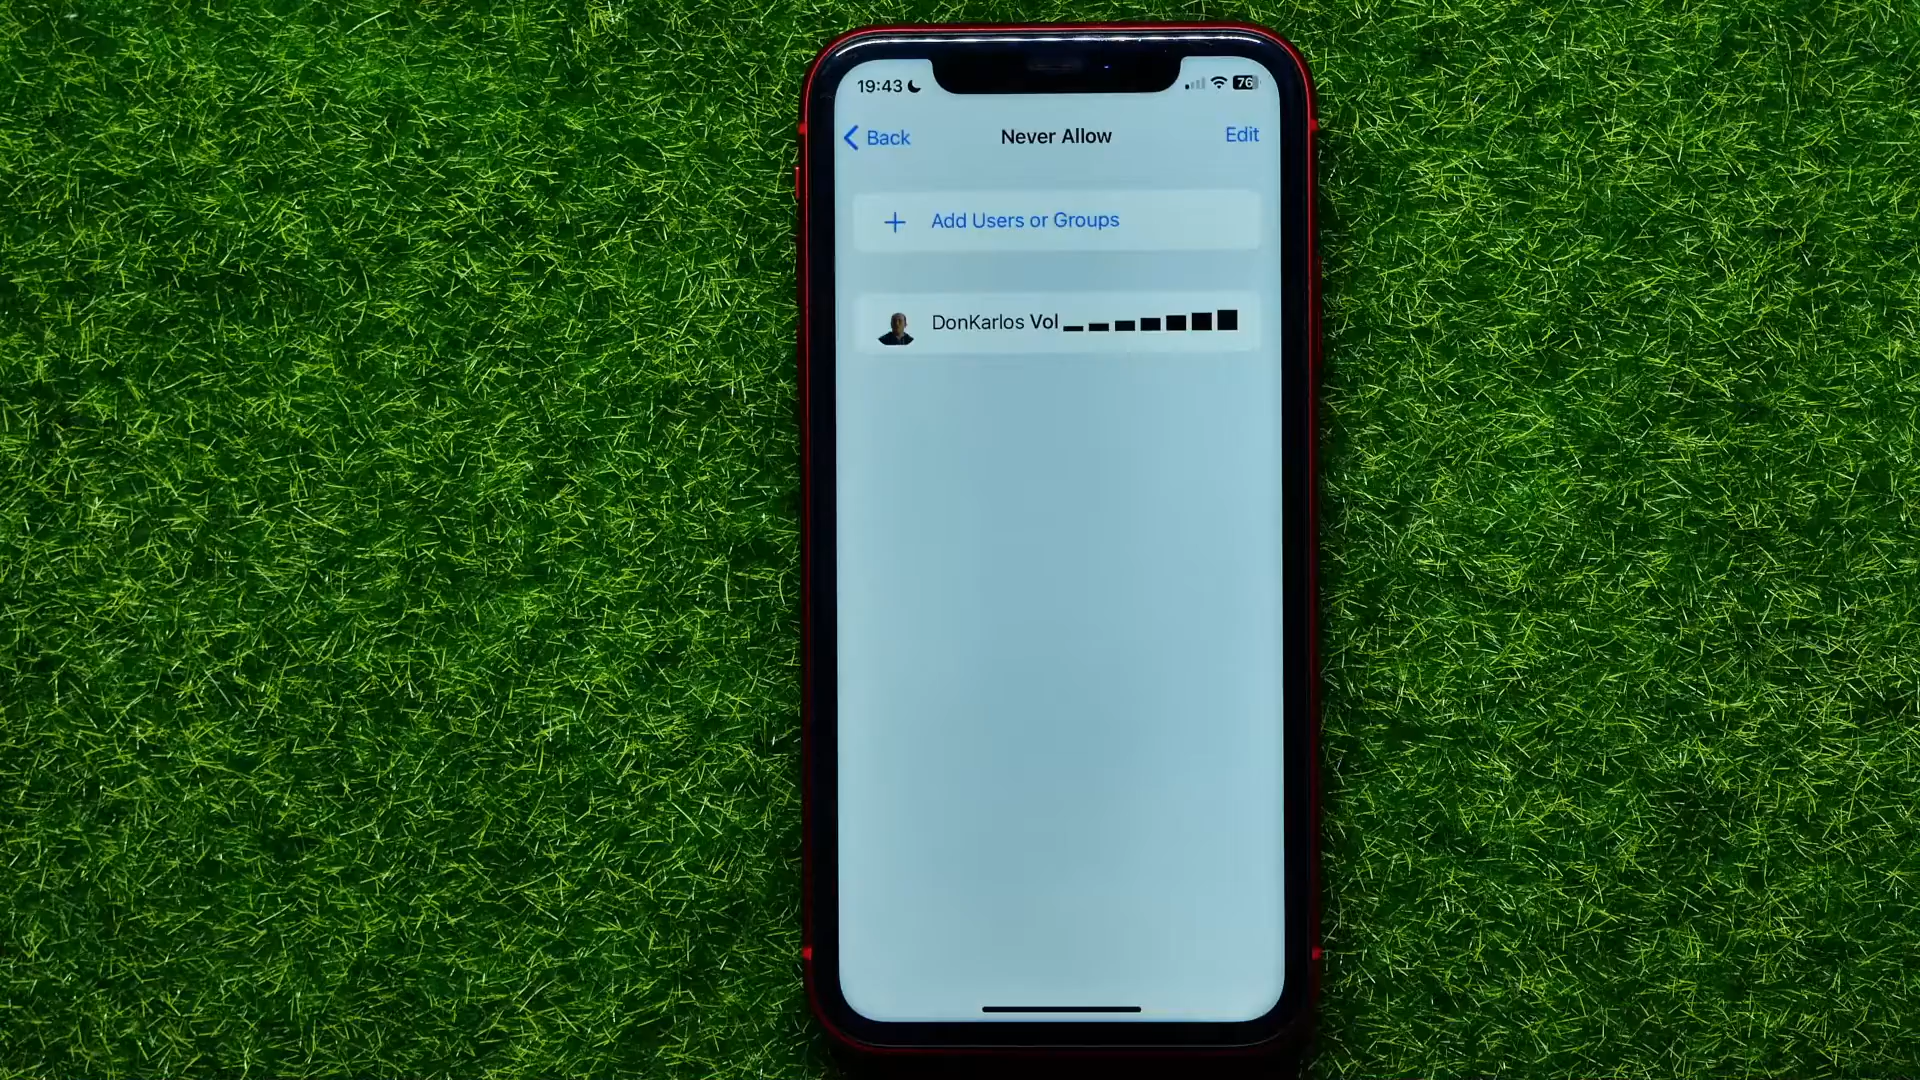 19:43
76
Back
Never Allow
Edit
Add Users or Groups
DonKarlos Vol ▁▂▃▄▅▆▇